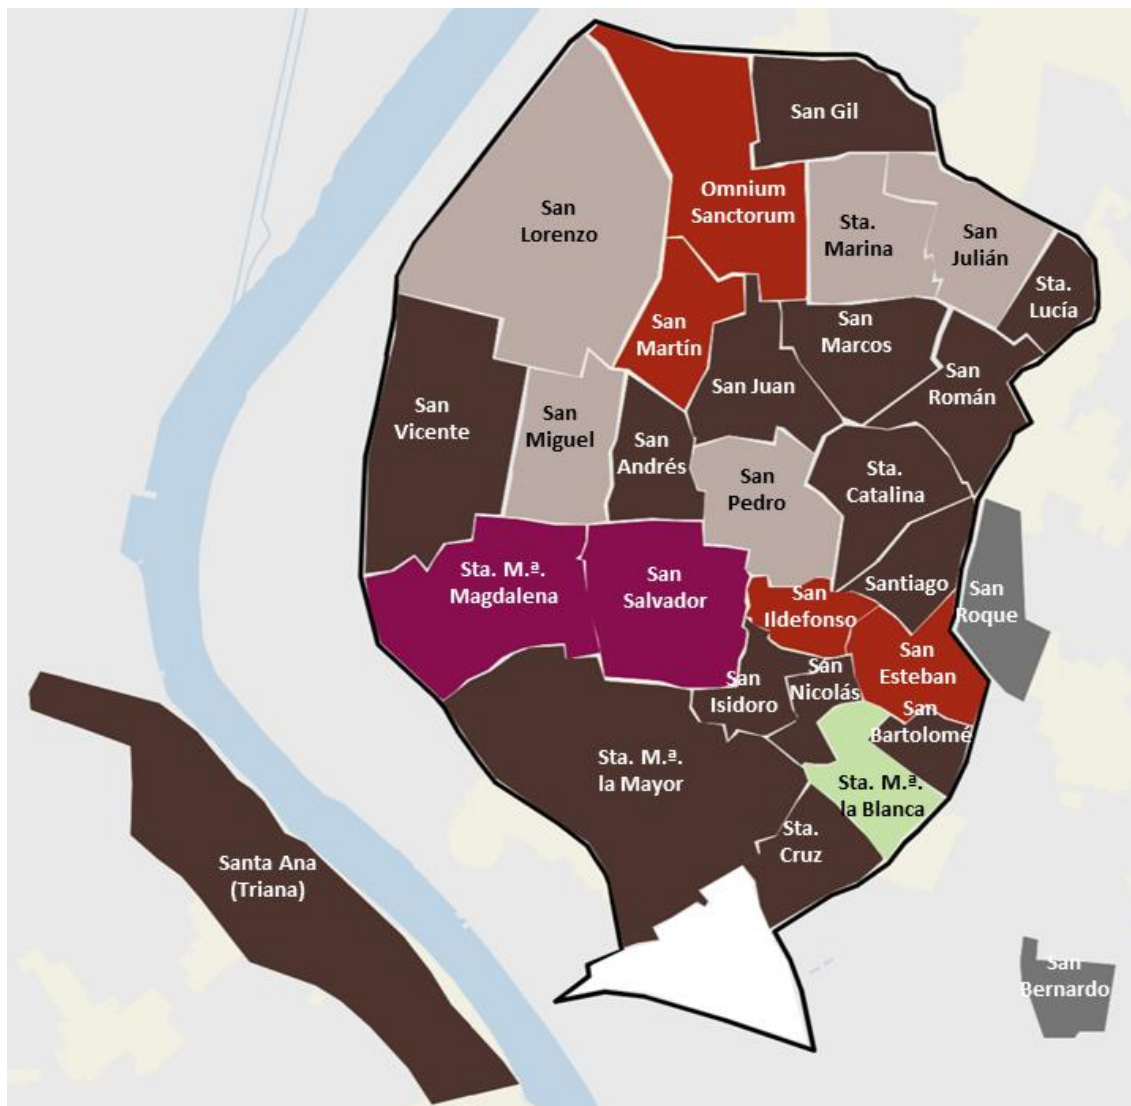 San Gil
Omnium
Sanctorum
San
Lorenzo
Sta.
Marina
San
Julián
Sta.
Lucía
San
Martín
San
Marcos
San Juan
San
Román
San
Vicente
San
Miguel
San
Andrés
San
Pedro
Sta.
Catalina
Sta. M.ª.
Magdalena
San
Salvador
San
Ildefonso
Santiago
San
Roque
San
Esteban
San
Nicolás
San
Isidoro
San
Bartolomé
Sta. M.ª.
la Mayor
Sta. M.ª.
la Blanca
Sta.
Cruz
Santa Ana
(Triana)
San
Bernardo